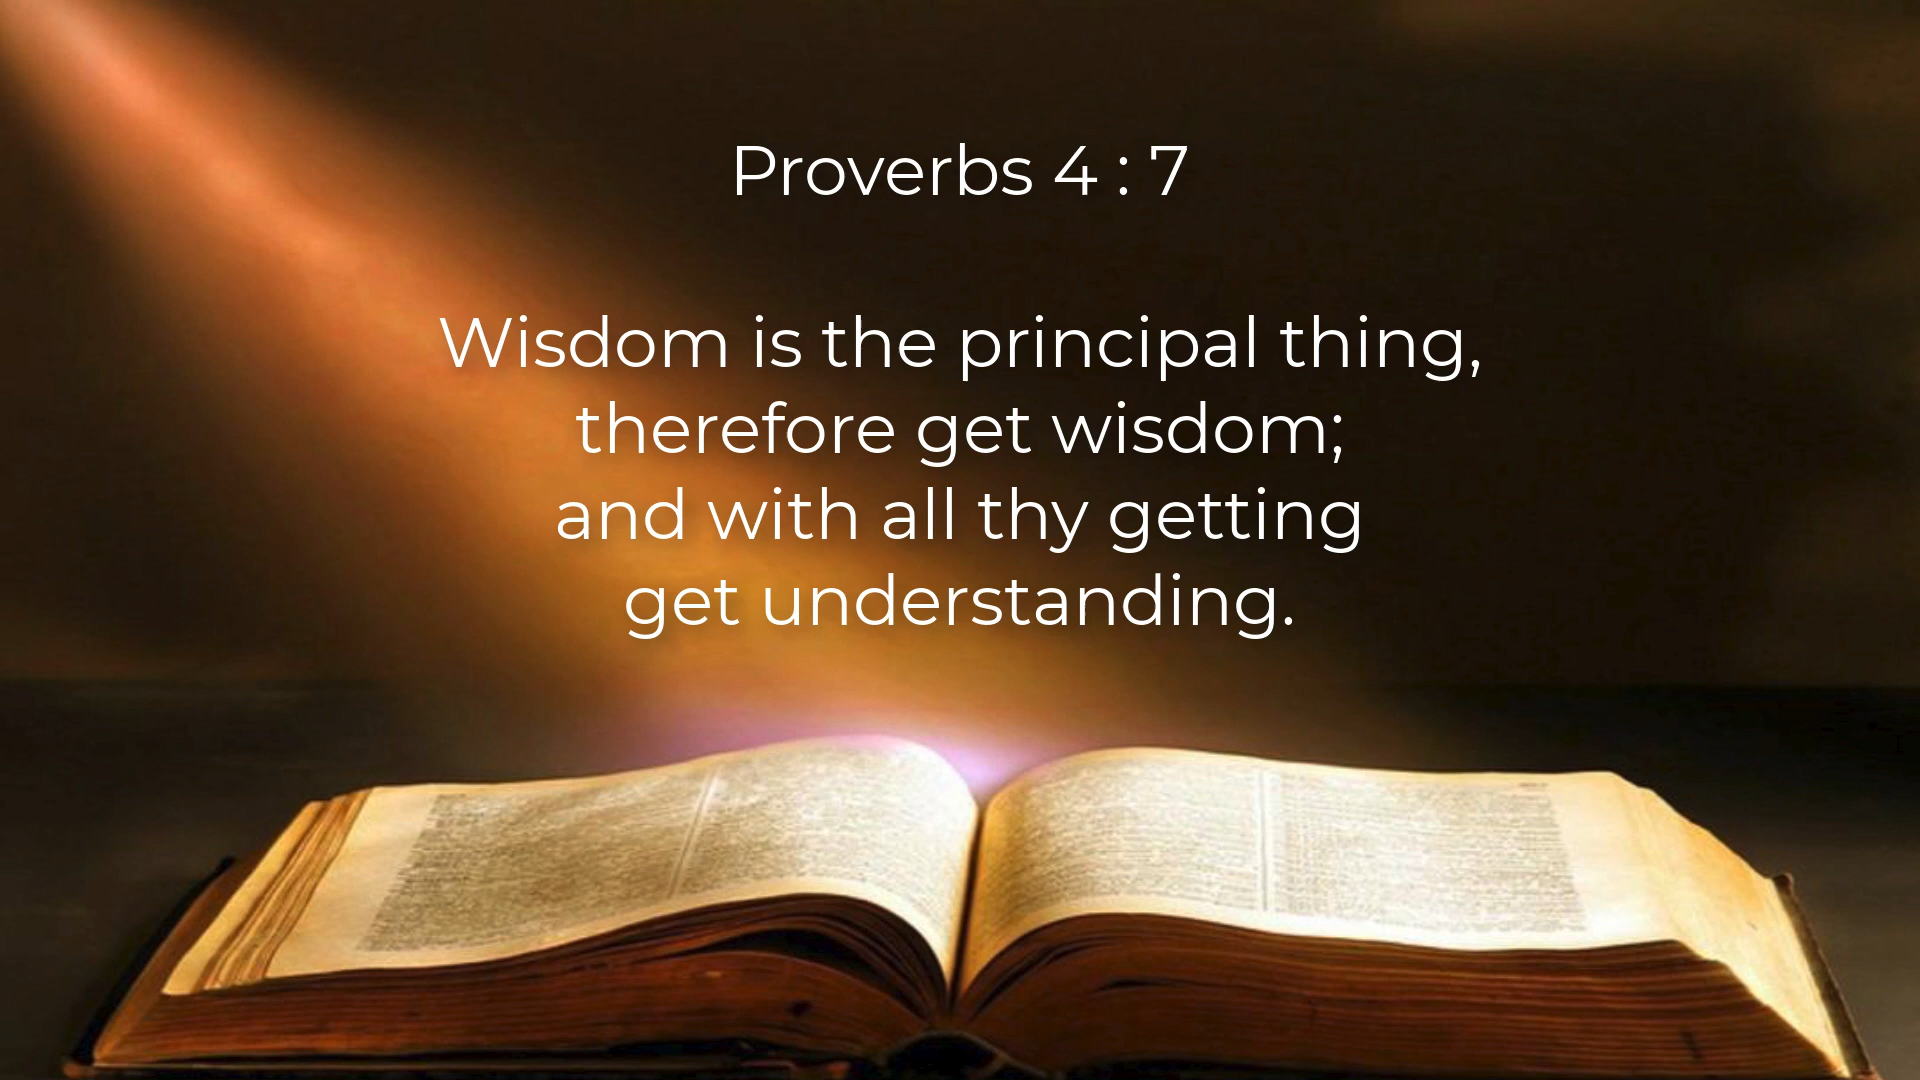 Proverbs 4 : 7
Wisdom is the principal thing,
therefore get wisdom;
and with all thy getting
get understanding.